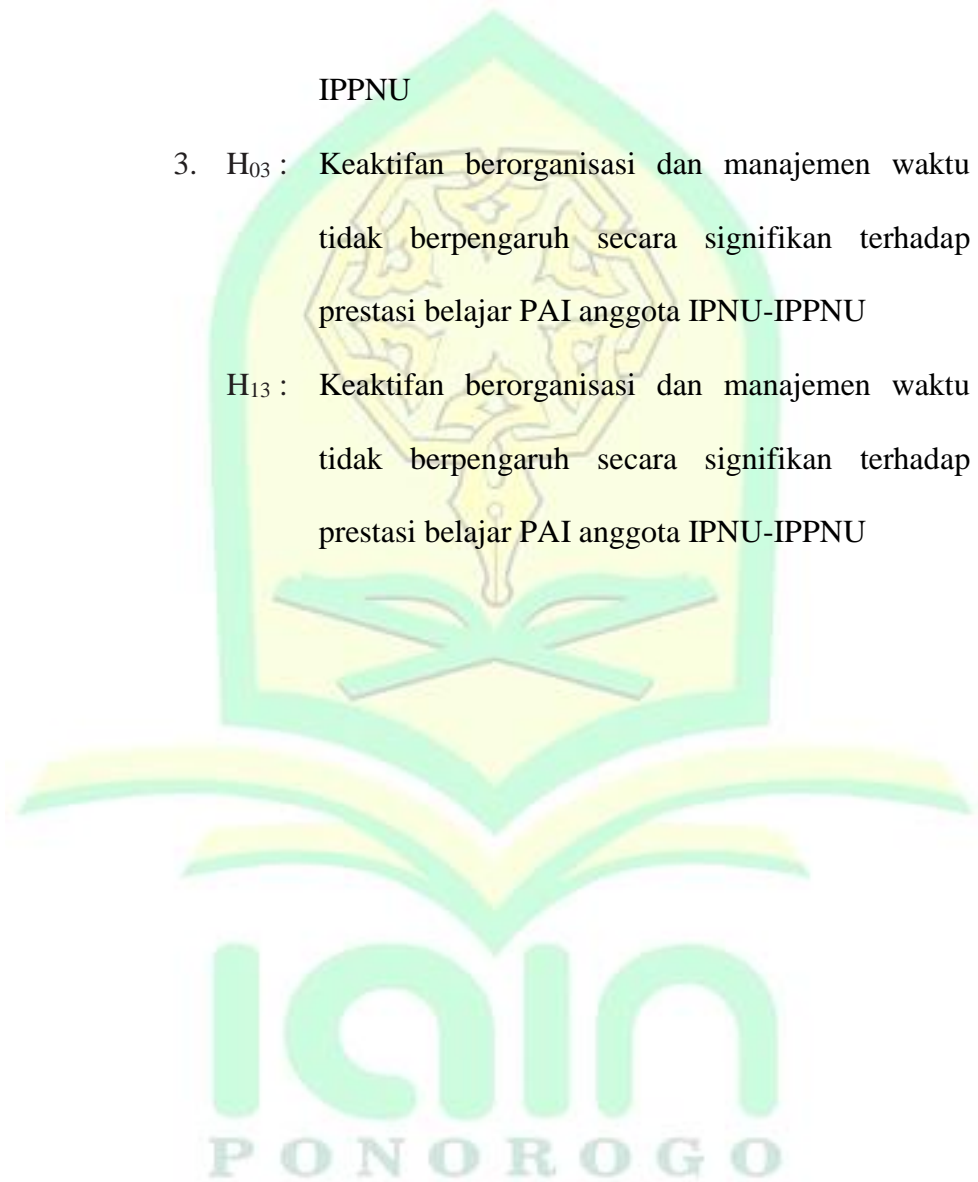 IPPNU
3. H03 : Keaktifan berorganisasi dan manajemen waktu
tidak berpengaruh secara signifikan terhadap
prestasi belajar PAI anggota IPNU-IPPNU
H13 : Keaktifan berorganisasi dan manajemen waktu
tidak berpengaruh secara signifikan terhadap
prestasi belajar PAI anggota IPNU-IPPNU
iain
PONOROGO